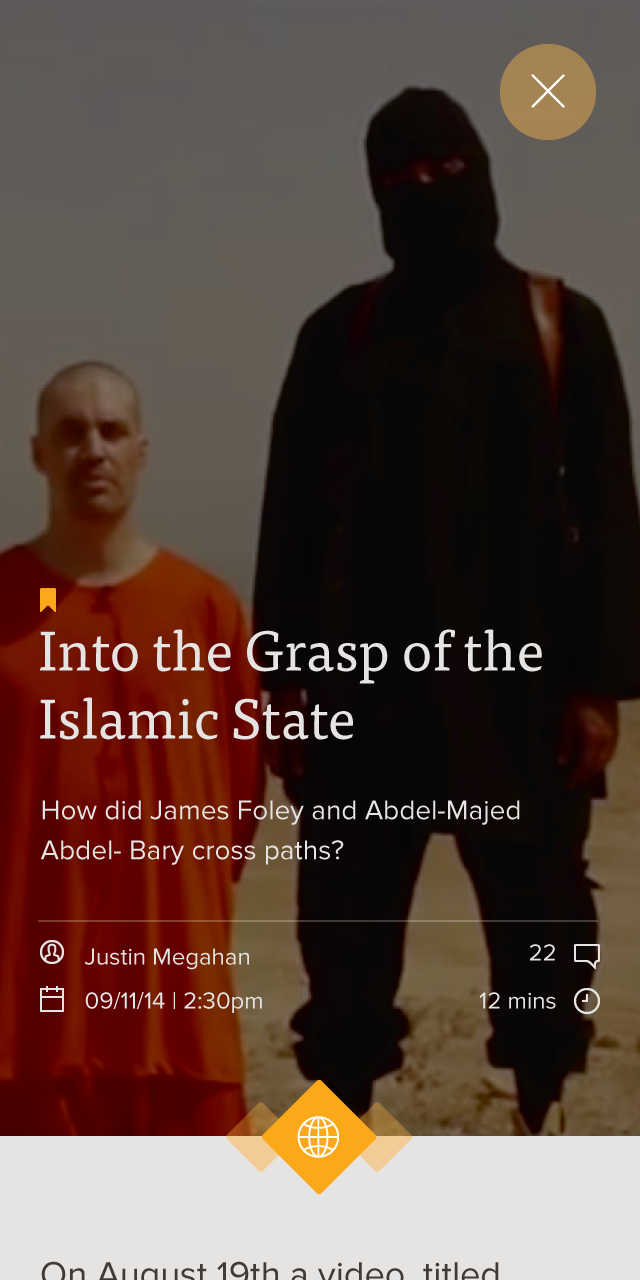 Into the Grasp of the
Islamic State
How did James Foley and Abdel-Majed
Abdel- Bary cross paths?
Justin Megahan
22
09/11/14 | 2:30pm
12 mins
On August 19th a video, titled